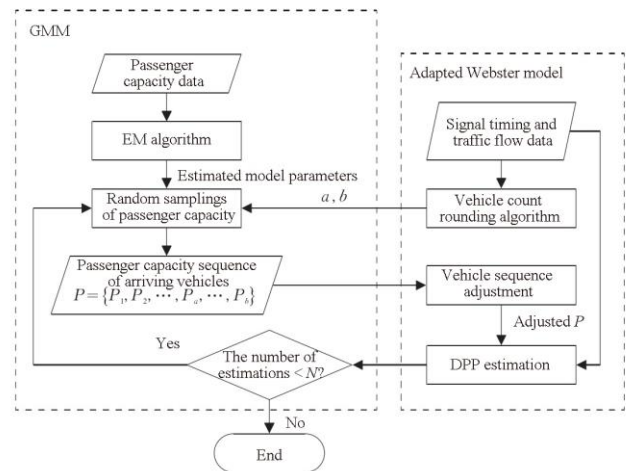 GMM
Passenger
capacity data
EM algorithm
Estimated model parameters
Random samplings
of passenger capacity
a , b
Passenger capacity sequence
of arriving vehicles
P={P₁, P₂, ⋯, Pₐ, ⋯, P_b}
Yes
The number of
estimations < N?
No
End
Adapted Webster model
Signal timing and
traffic flow data
Vehicle count
rounding algorithm
Vehicle sequence
adjustment
Adjusted P
DPP estimation